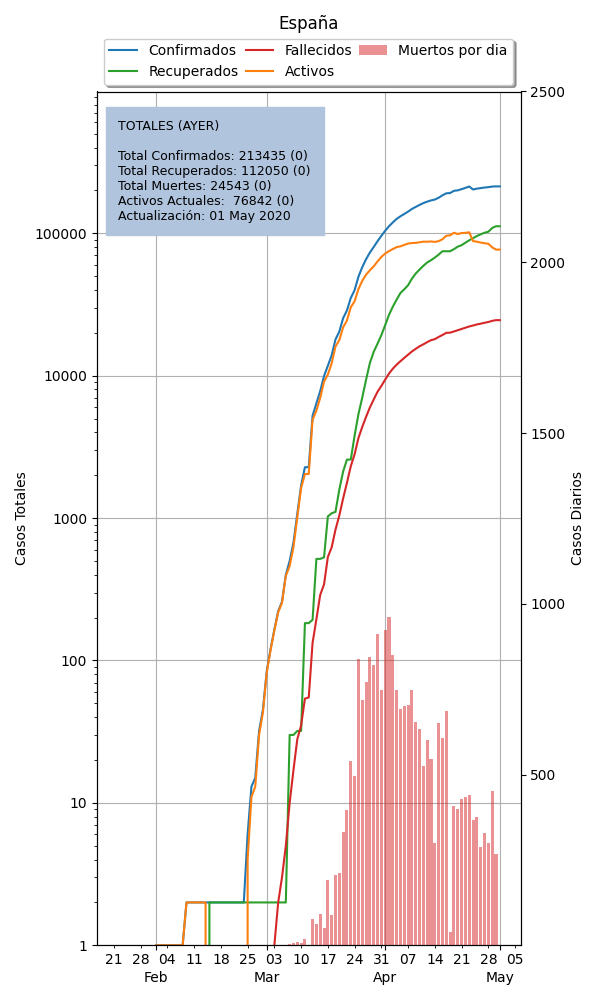 España
Confirmados
Recuperados
Fallecidos
Activos
Muertos por dia
TOTALES (AYER)
Total Confirmados: 213435 (0)
Total Recuperados: 112050 (0)
Total Muertes: 24543 (0)
Activos Actuales:  76842 (0)
Actualización: 01 May 2020
Casos Totales
100000
10000
1000
100
10
1
2500
2000
1500
1000
500
Casos Diarios
21 28 04 11 18 25 03 10 17 24 31 07 14 21 28 05
Feb Mar Apr May